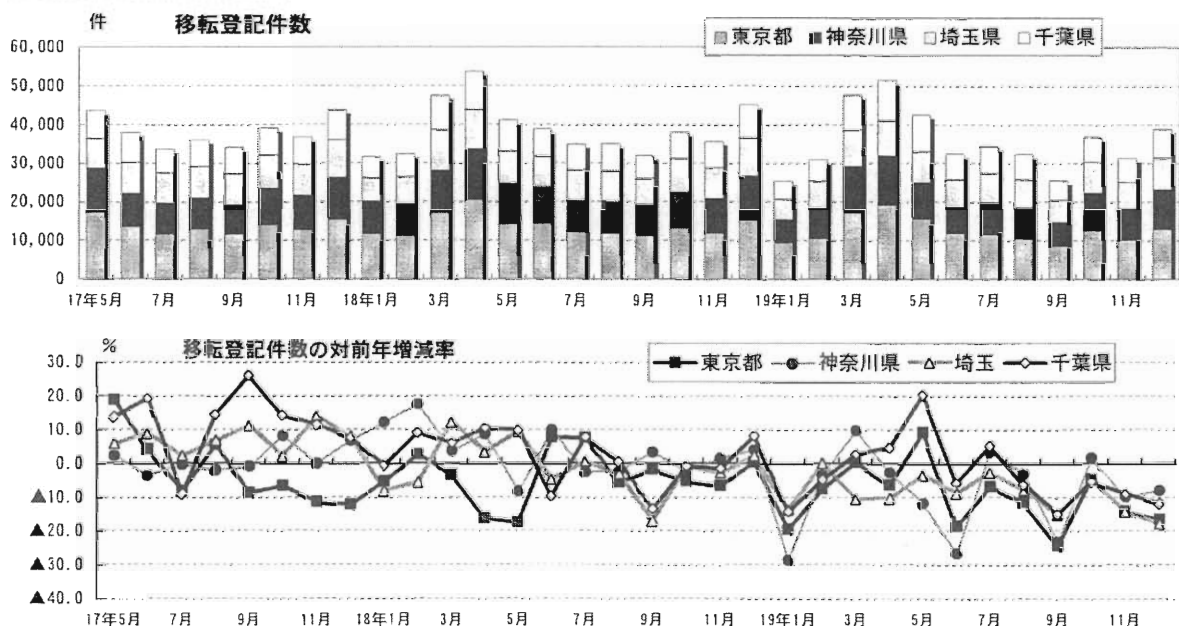 件 移転登記件数
東京都 神奈川県 埼玉県 千葉県
60,000
50,000
40,000
30,000
20,000
10,000
0
17年5月 7月 9月 11月 18年1月 3月 5月 7月 9月 11月 19年1月 3月 5月 7月 9月 11月
% 移転登記件数の対前年増減率
東京都 神奈川県 埼玉 千葉県
30.0
20.0
10.0
0.0
▲ 10.0
▲ 20.0
▲ 30.0
▲ 40.0
17年5月 7月 9月 11月 18年1月 3月 5月 7月 9月 11月 19年1月 3月 5月 7月 9月 11月